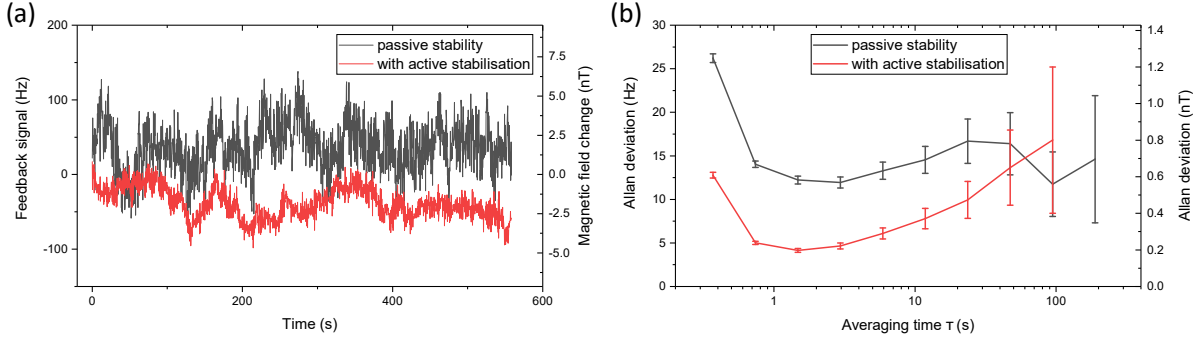 (a)
200
100
0
-100
Feedback signal (Hz)
passive stability
with active stabilisation
7.5
5.0
2.5
0.0
-2.5
-5.0
Magnetic field change (nT)
0 200 400 600
Time (s)
(b)
30
25
20
15
10
5
0
Allan deviation (Hz)
passive stability
with active stabilisation
1.4
1.2
1.0
0.8
0.6
0.4
0.2
0.0
Allan deviation (nT)
1 10 100
Averaging time τ (s)